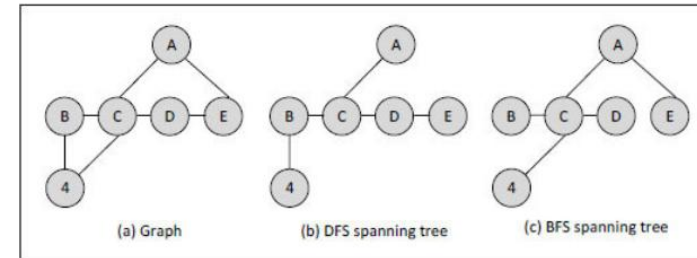 A A A
B C D E B C D E B C D E
4 4 4
(a) Graph (b) DFS spanning tree (c) BFS spanning tree